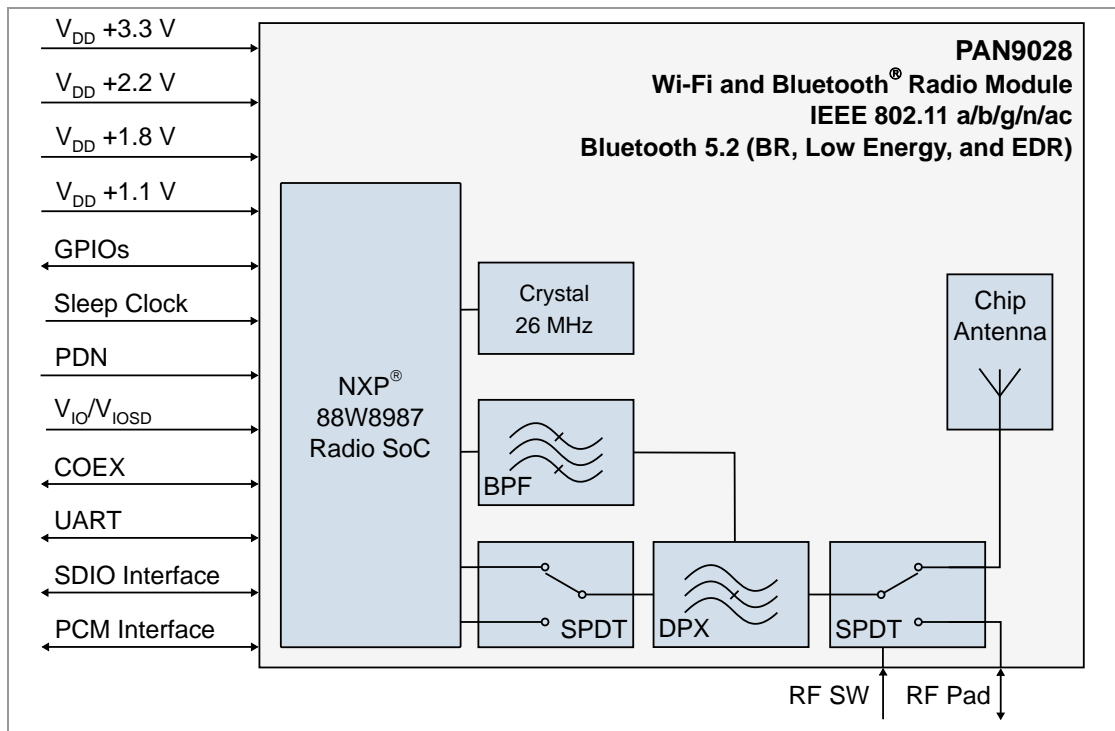 V_DD +3.3 V
V_DD +2.2 V
V_DD +1.8 V
V_DD +1.1 V
GPIOs
Sleep Clock
PDN
V_IO/V_IOSD
COEX
UART
SDIO Interface
PCM Interface
PAN9028
Wi-Fi and Bluetooth® Radio Module
IEEE 802.11 a/b/g/n/ac
Bluetooth 5.2 (BR, Low Energy, and EDR)
NXP®
88W8987
Radio SoC
Crystal
26 MHz
BPF
SPDT
DPX
SPDT
Chip
Antenna
RF SW
RF Pad